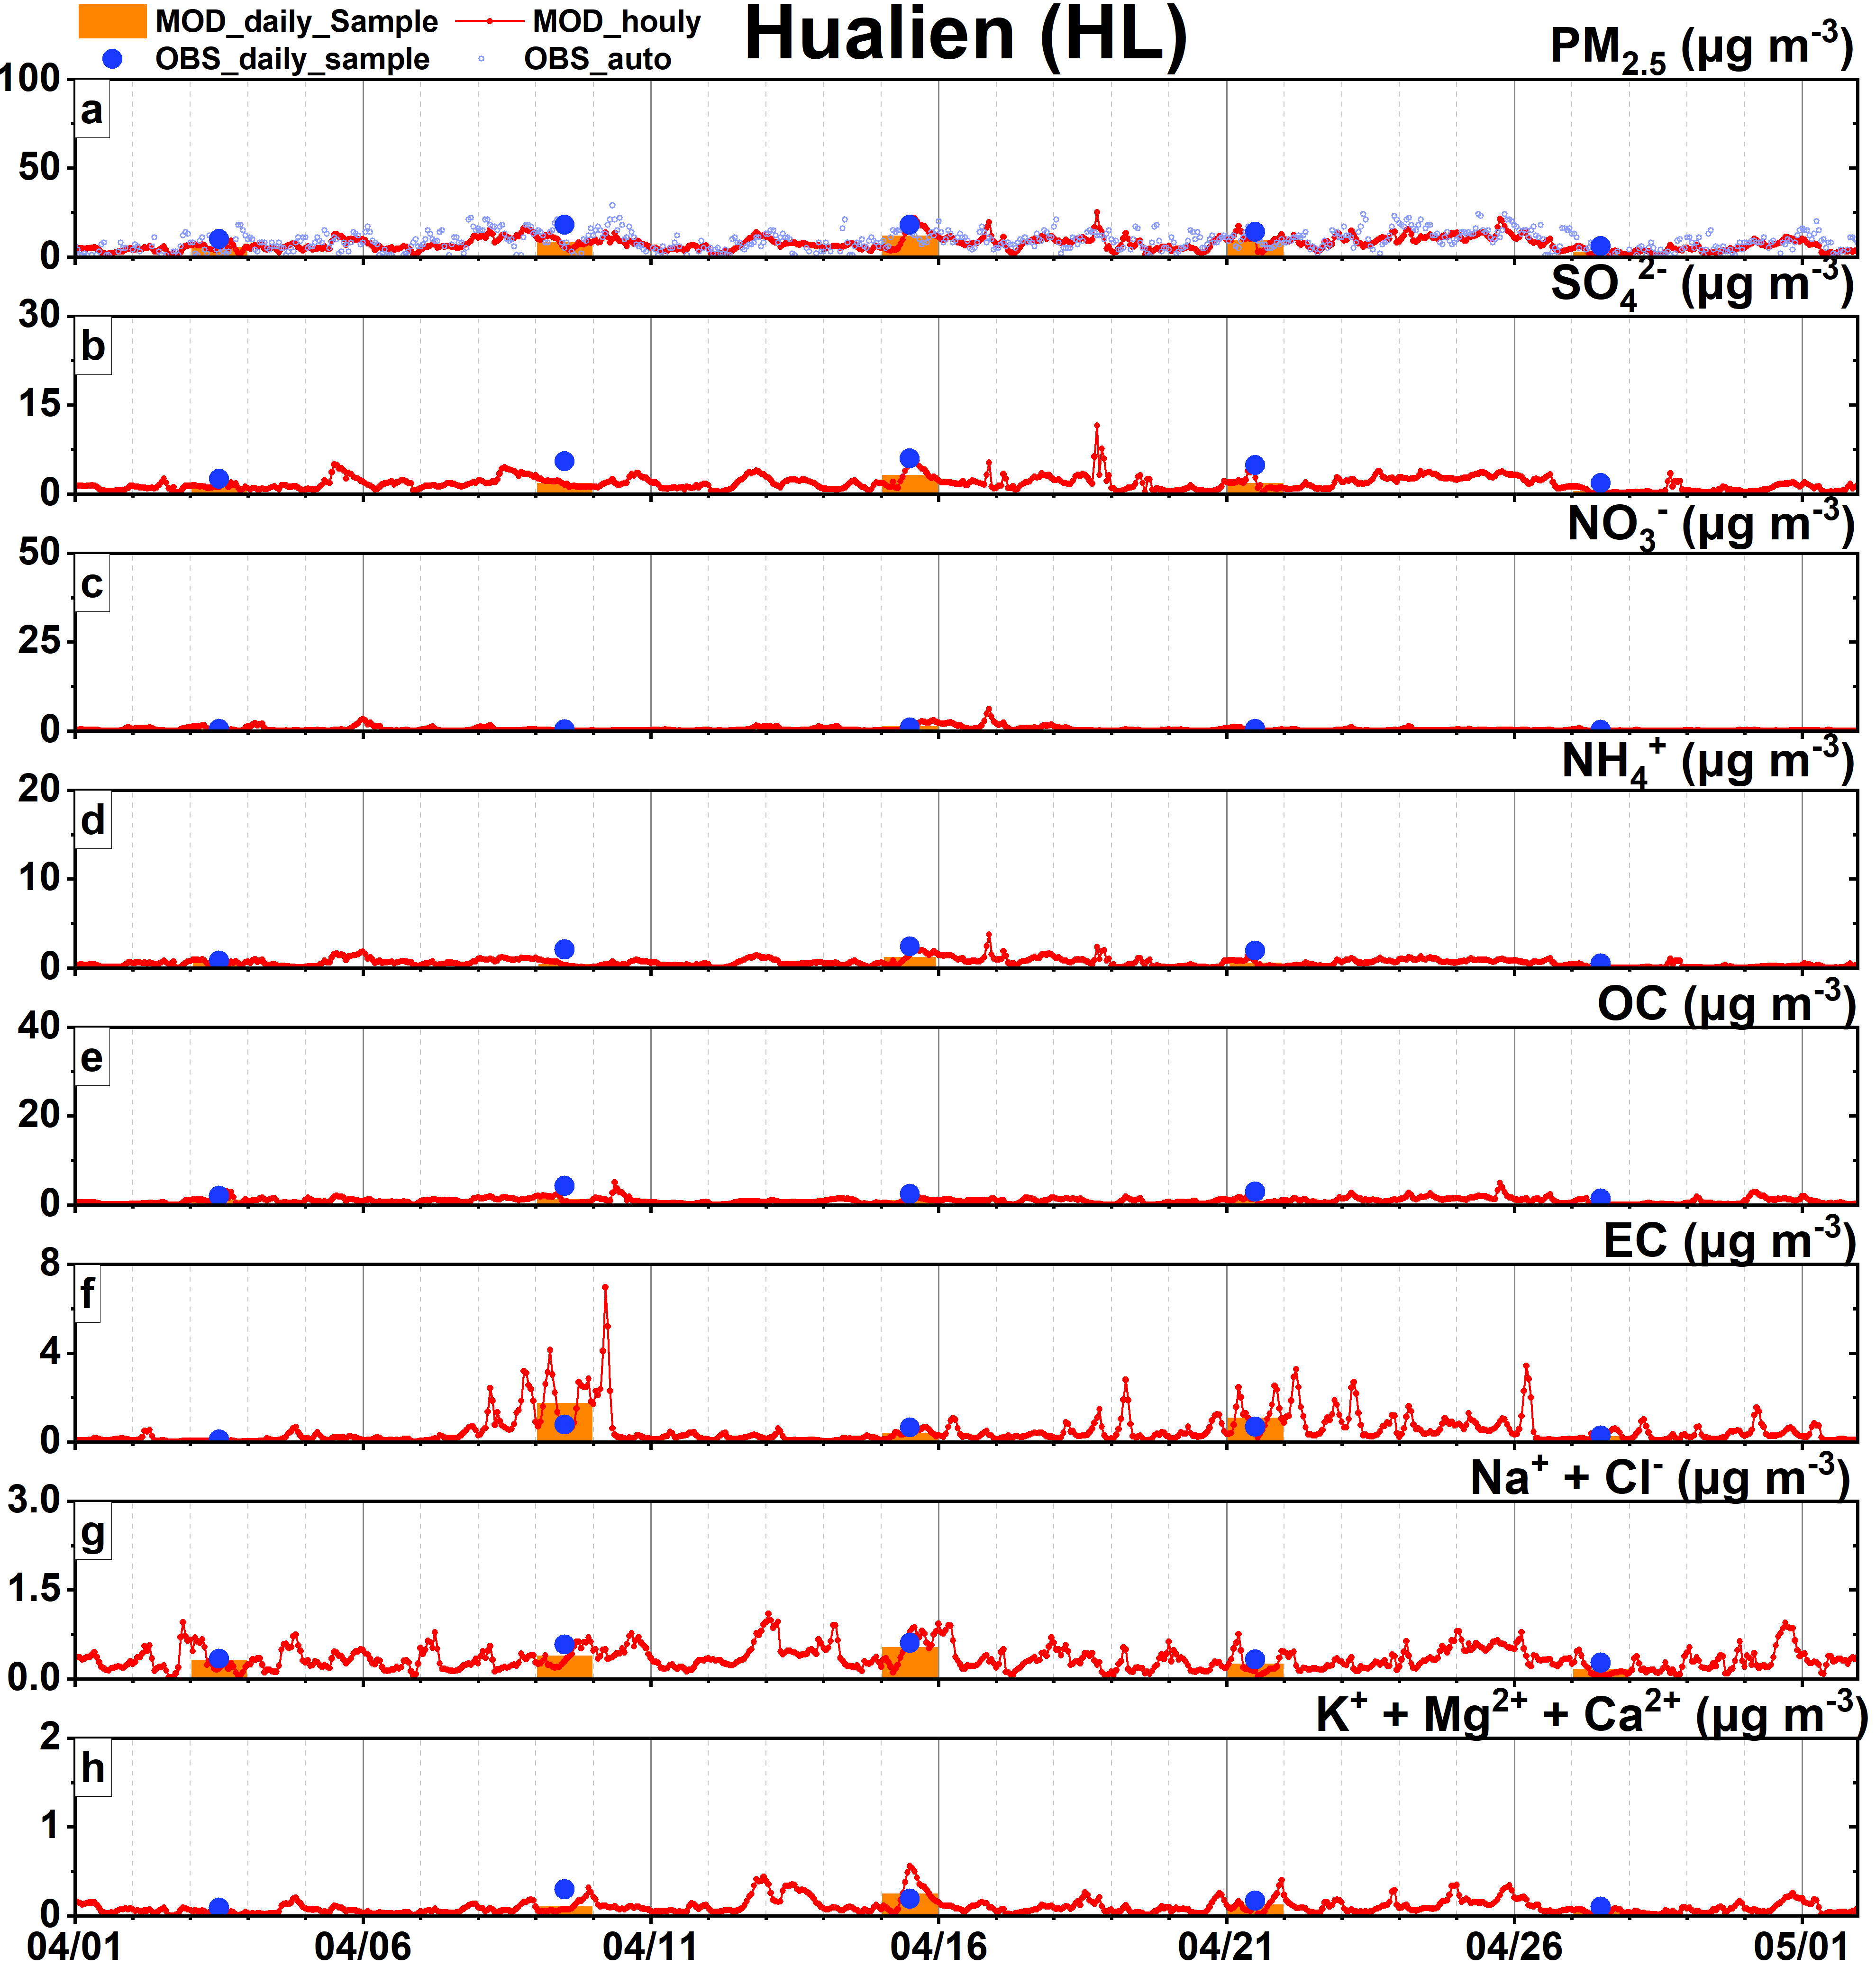 MOD_daily_Sample MOD_houly
OBS_daily_sample OBS_auto
Hualien (HL)
PM2.5 (µg m-3)
100
50
0
a
SO42- (µg m-3)
30
15
0
b
NO3- (µg m-3)
50
25
0
c
NH4+ (µg m-3)
20
10
0
d
OC (µg m-3)
40
20
0
e
EC (µg m-3)
8
4
0
f
Na+ + Cl- (µg m-3)
3.0
1.5
0.0
g
K+ + Mg2+ + Ca2+ (µg m-3)
2
1
0
h
04/01 04/06 04/11 04/16 04/21 04/26 05/01